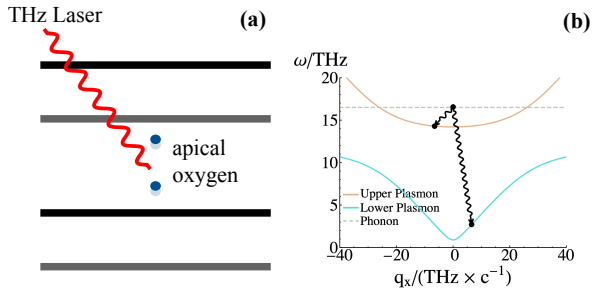 THz Laser
(a)
apical
oxygen
(b)
ω/THz
20
15
10
5
0
Upper Plasmon
Lower Plasmon
Phonon
-40
-20
0
20
40
qx/(THz × c⁻¹)